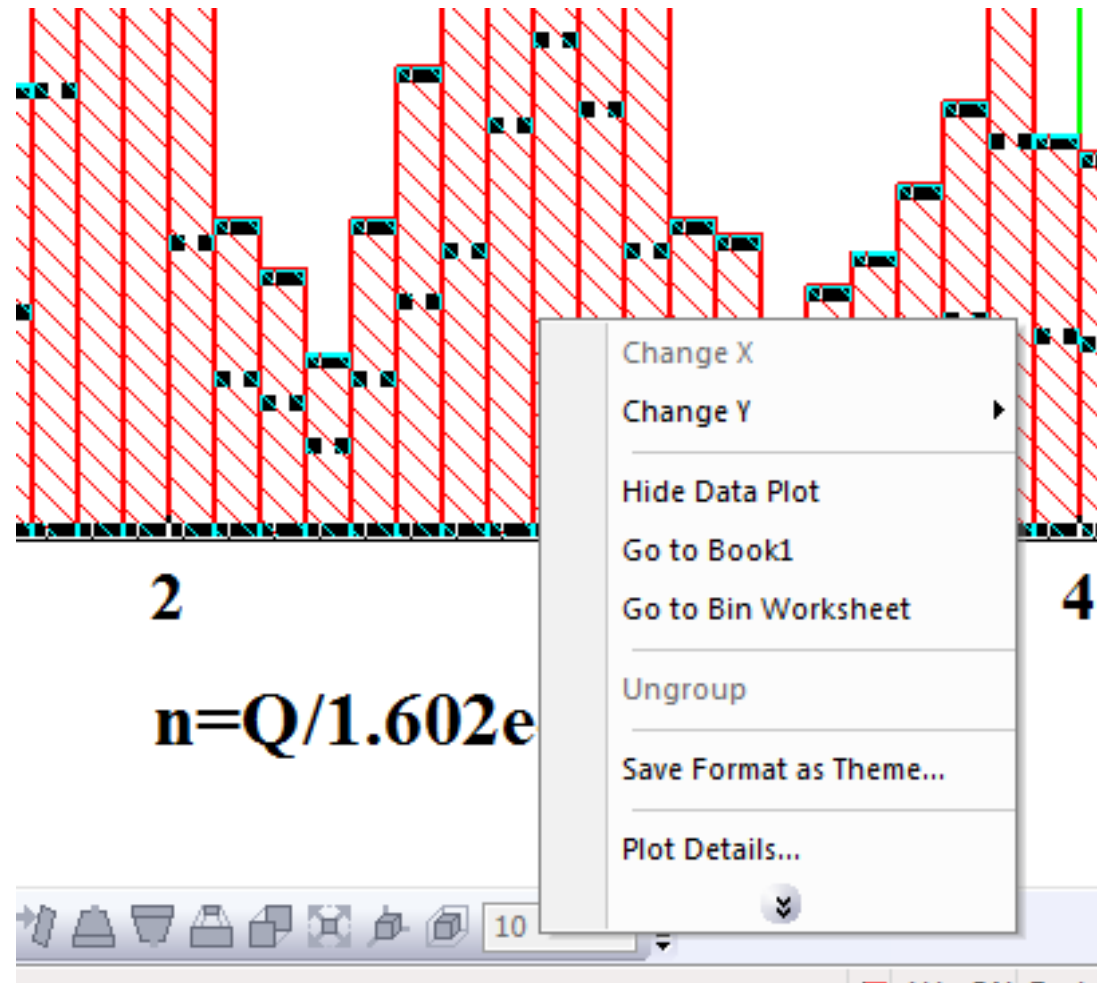 Change X
Change Y
Hide Data Plot
Go to Book1
Go to Bin Worksheet
2
4
Ungroup
n=Q/1.602e
Save Format as Theme...
Plot Details...
10